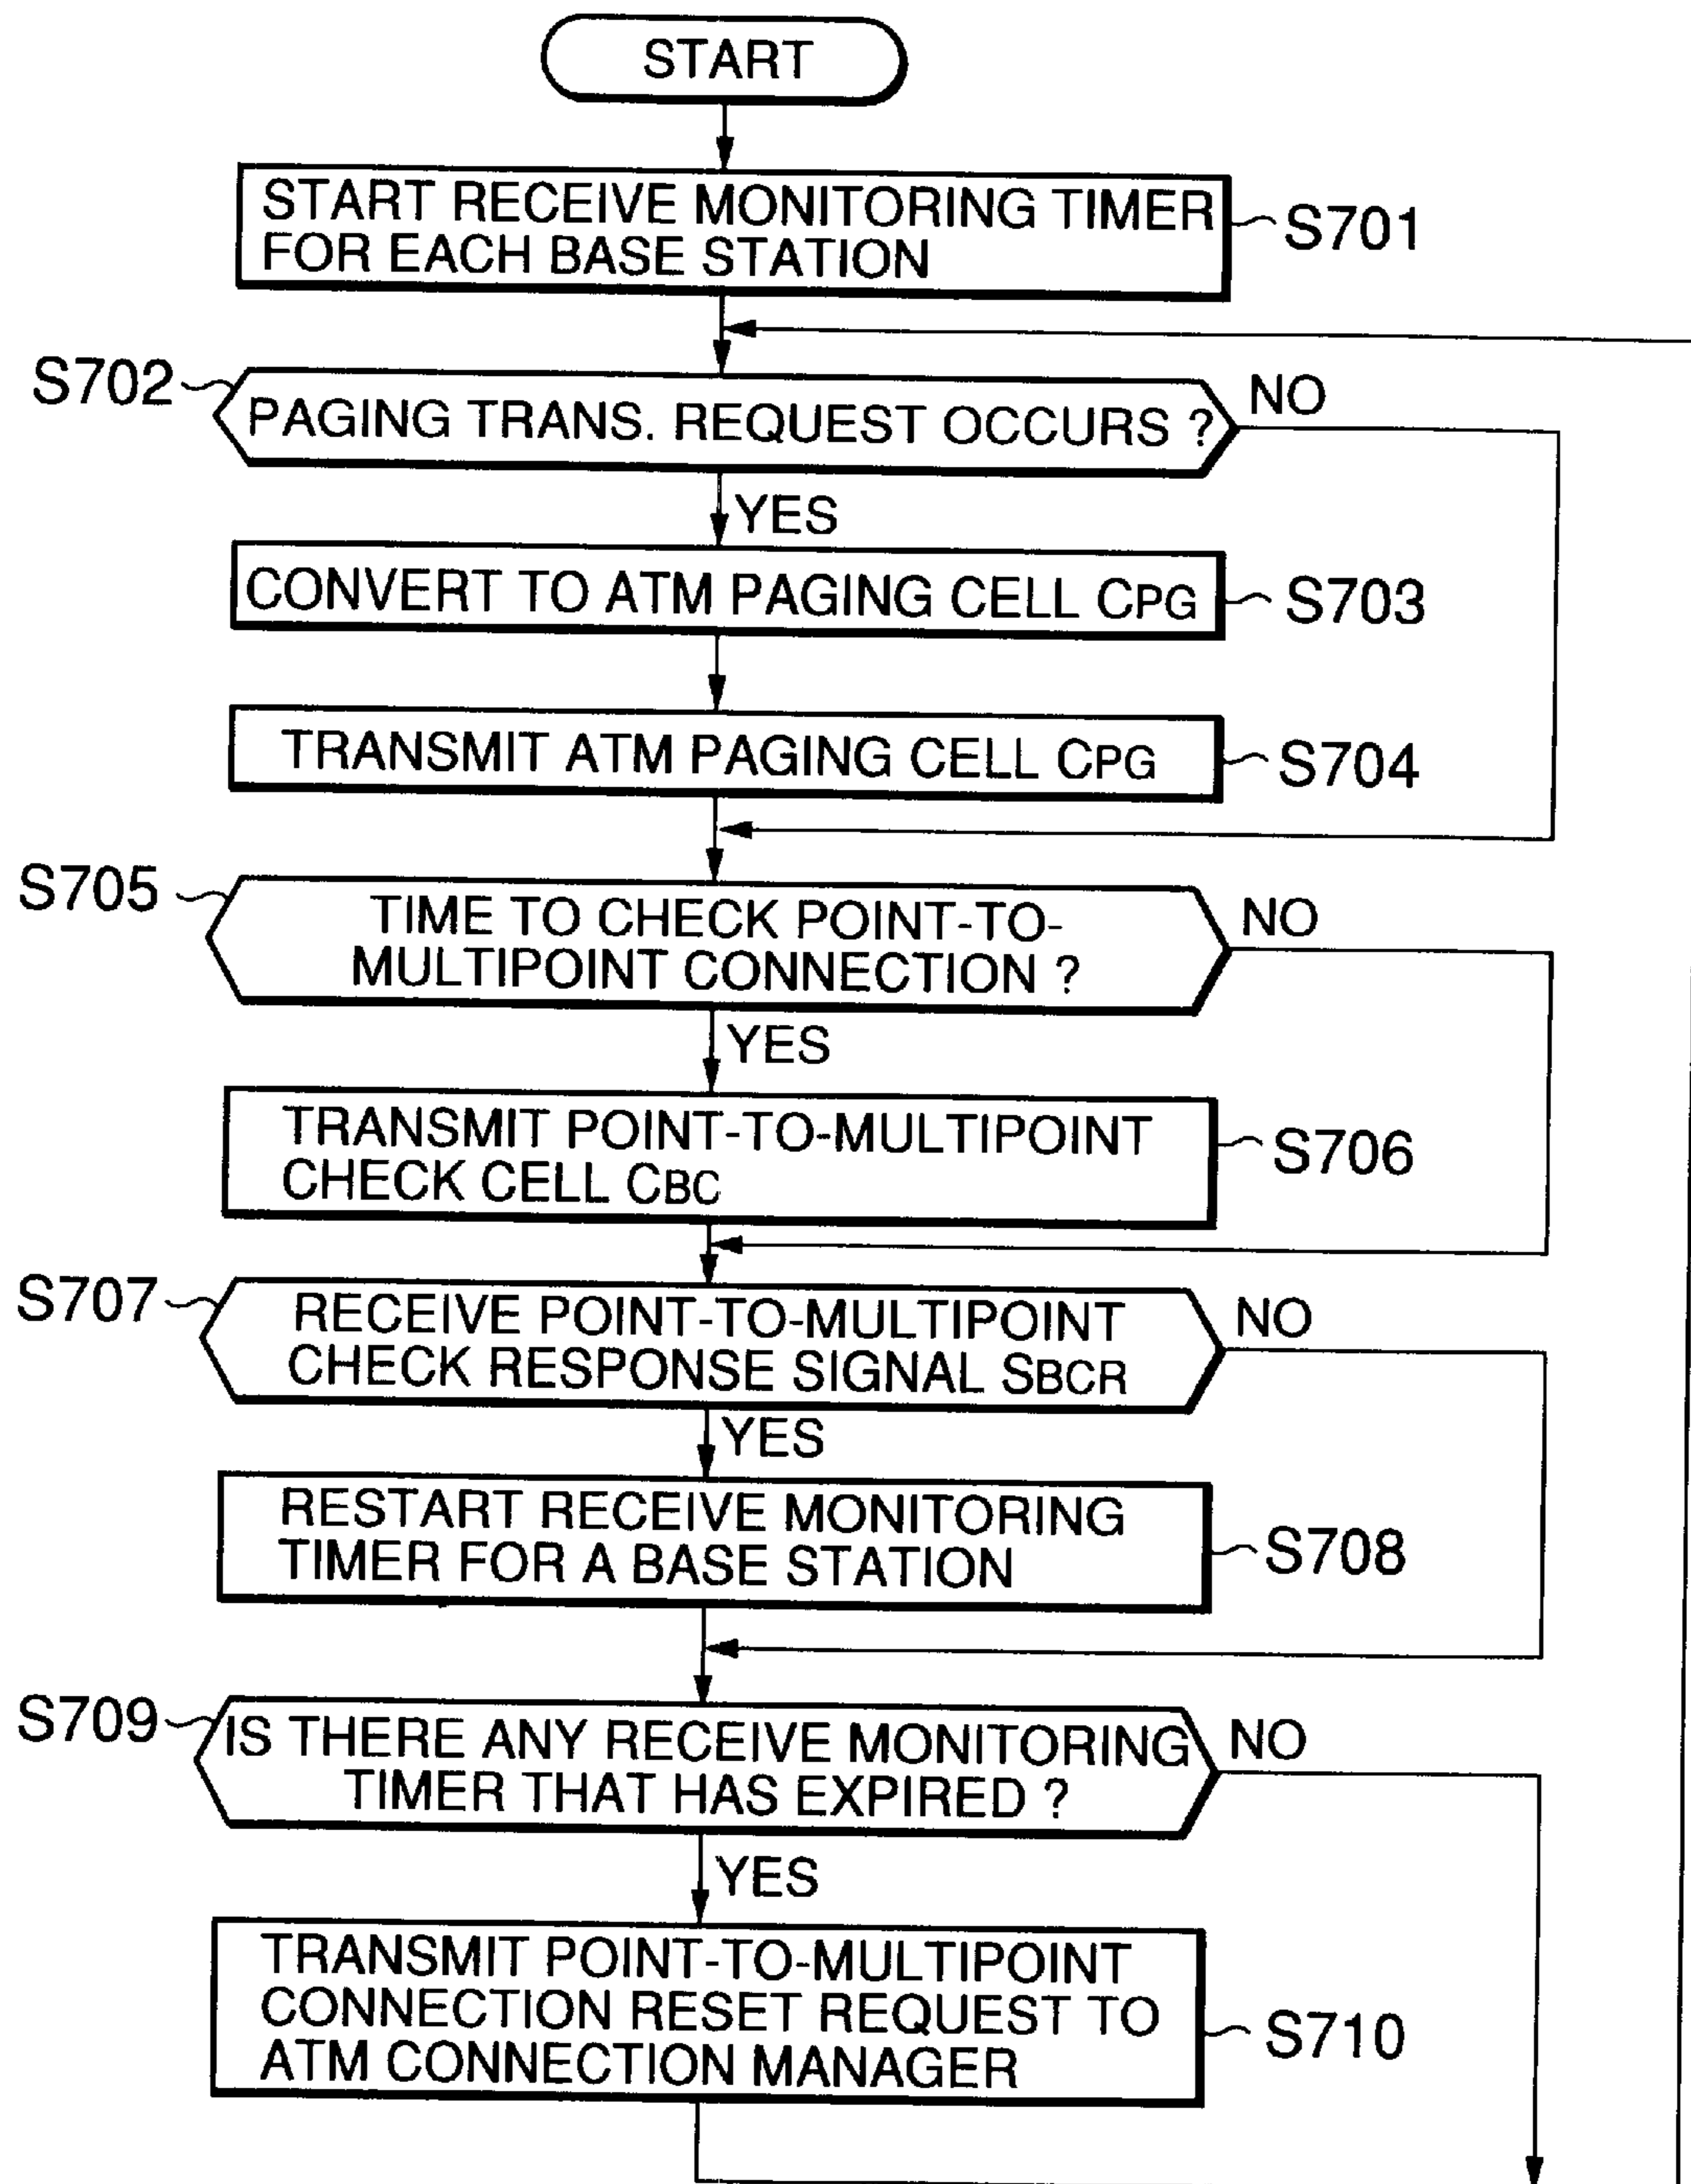 START
START RECEIVE MONITORING TIMER
FOR EACH BASE STATION
S701
S702
PAGING TRANS. REQUEST OCCURS ?
NO
YES
CONVERT TO ATM PAGING CELL CPG
S703
TRANSMIT ATM PAGING CELL CPG
S704
S705
TIME TO CHECK POINT-TO-
MULTIPOINT CONNECTION ?
NO
YES
TRANSMIT POINT-TO-MULTIPOINT
CHECK CELL CBC
S706
S707
RECEIVE POINT-TO-MULTIPOINT
CHECK RESPONSE SIGNAL SBCR
NO
YES
RESTART RECEIVE MONITORING
TIMER FOR A BASE STATION
S708
S709
IS THERE ANY RECEIVE MONITORING
TIMER THAT HAS EXPIRED ?
NO
YES
TRANSMIT POINT-TO-MULTIPOINT
CONNECTION RESET REQUEST TO
ATM CONNECTION MANAGER
S710